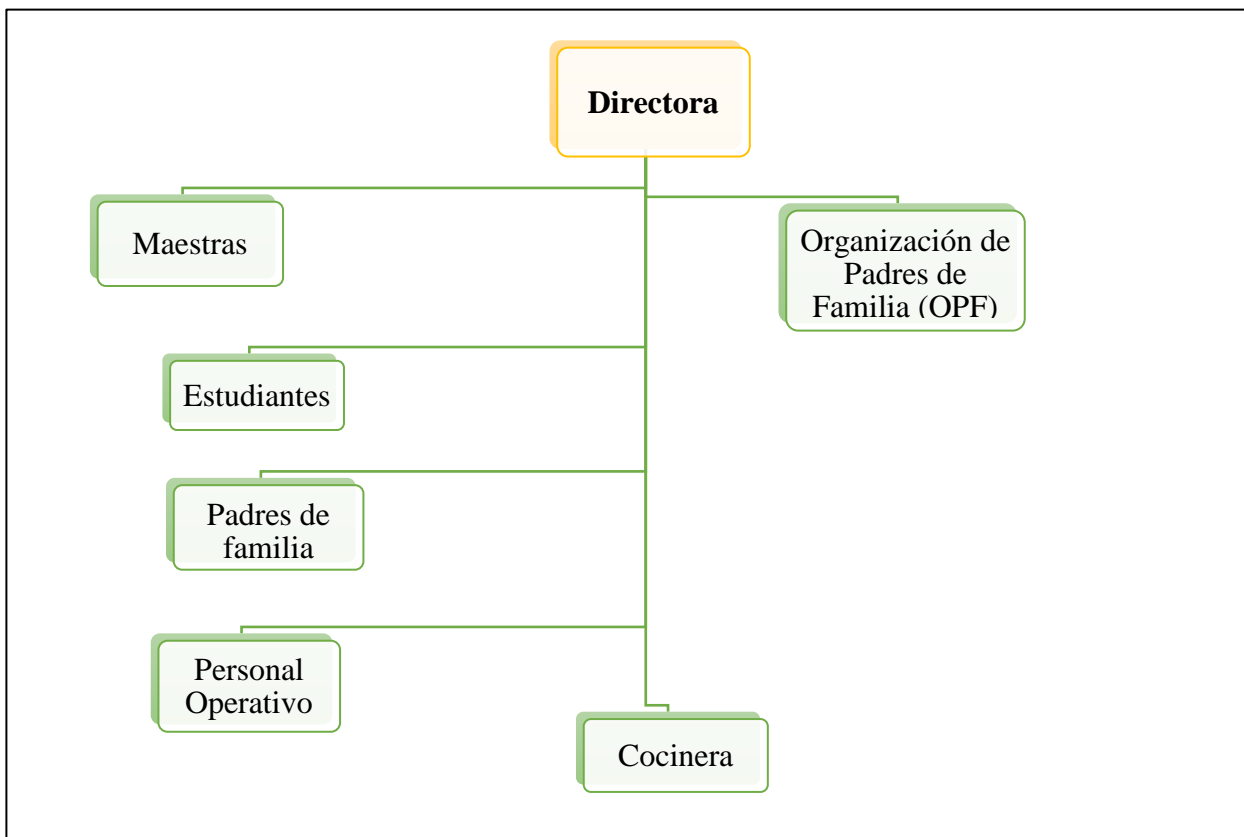 Directora
Maestras
Organización de
Padres de
Familia (OPF)
Estudiantes
Padres de
familia
Personal
Operativo
Cocinera